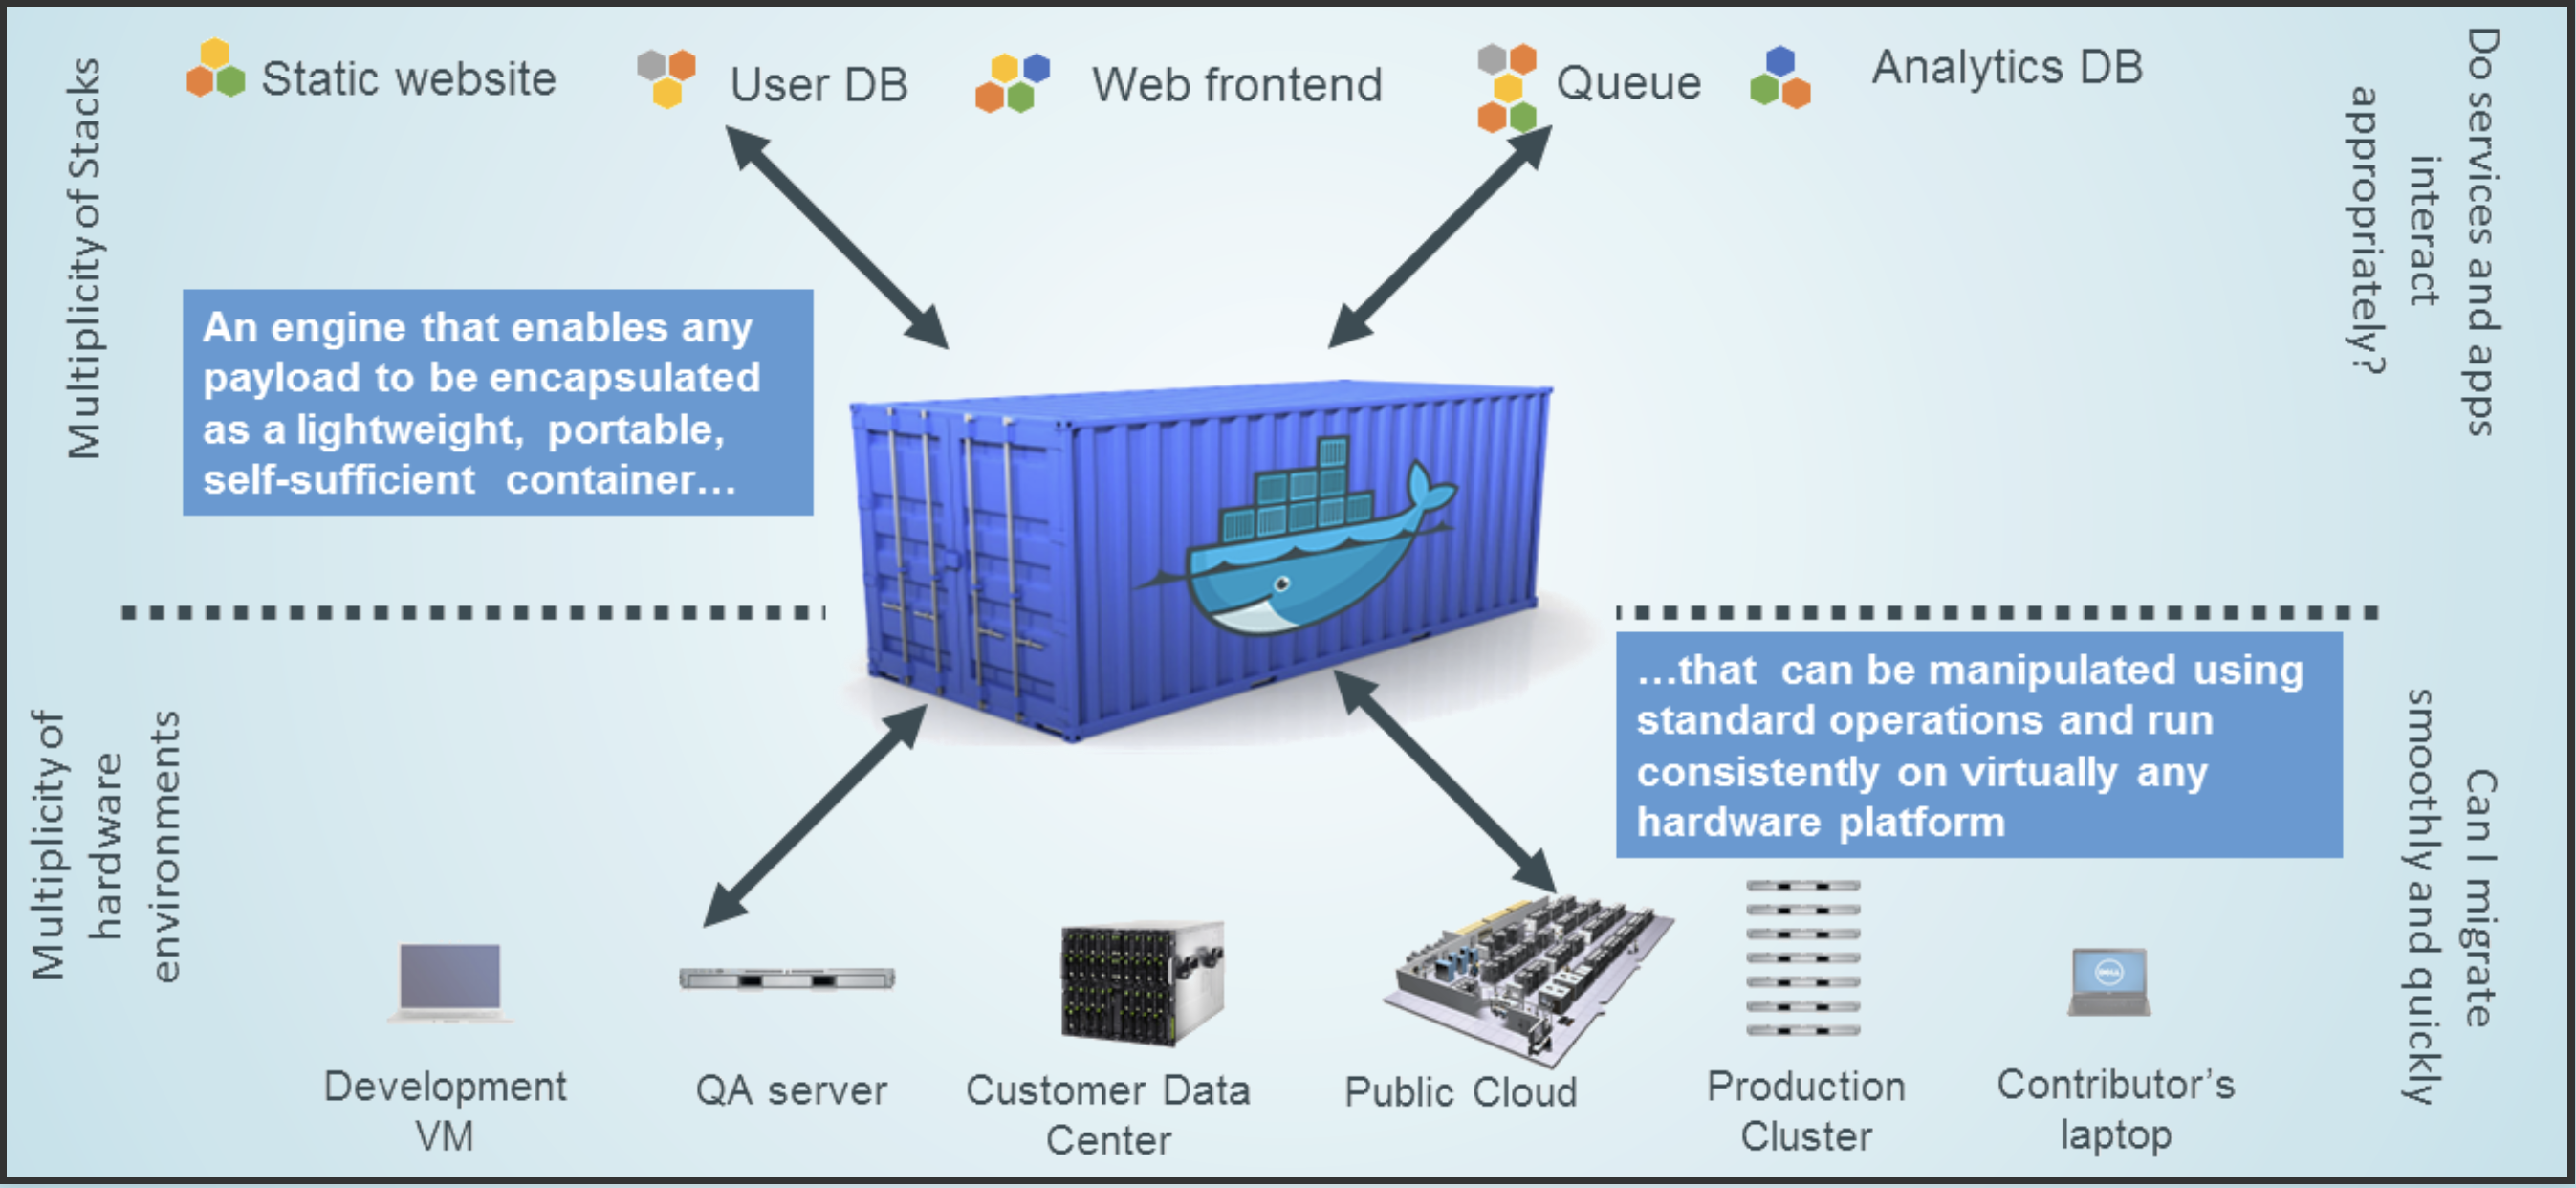 Static website
User DB
Web frontend
Queue
Analytics DB
Multiplicity of Stacks
Do services and apps
interact
appropriately?
An engine that enables any
payload to be encapsulated
as a lightweight, portable,
self-sufficient container...
...that can be manipulated using
standard operations and run
consistently on virtually any
hardware platform
Multiplicity of
hardware
environments
Can I migrate
smoothly and quickly
DELL
Development
VM
QA server
Customer Data
Center
Public Cloud
Production
Cluster
Contributor’s
laptop